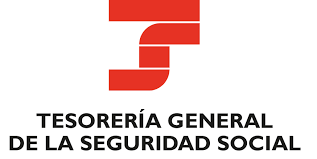 TESORERÍA GENERAL
DE LA SEGURIDAD SOCIAL